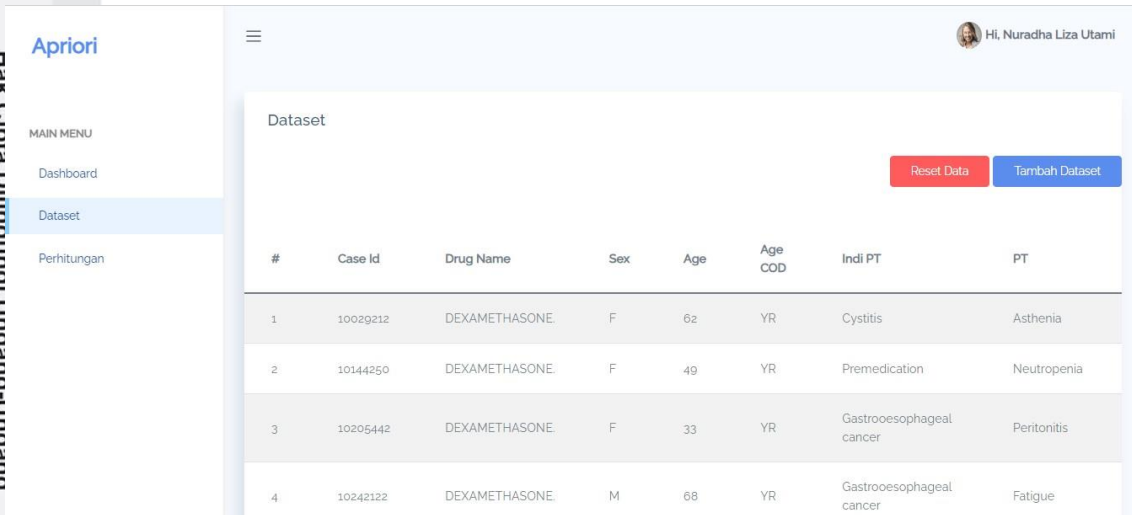 Apriori
Hi, Nuradha Liza Utami
MAIN MENU
Dashboard
Dataset
Perhitungan
Dataset
Reset Data Tambah Dataset
# Case Id Drug Name Sex Age Age COD Indi PT PT
1 10029212 DEXAMETHASONE. F 62 YR Cystitis Asthenia
2 10144250 DEXAMETHASONE. F 49 YR Premedication Neutropenia
3 10205442 DEXAMETHASONE. F 33 YR Gastrooesophageal cancer Peritonitis
4 10242122 DEXAMETHASONE. M 68 YR Gastrooesophageal cancer Fatigue